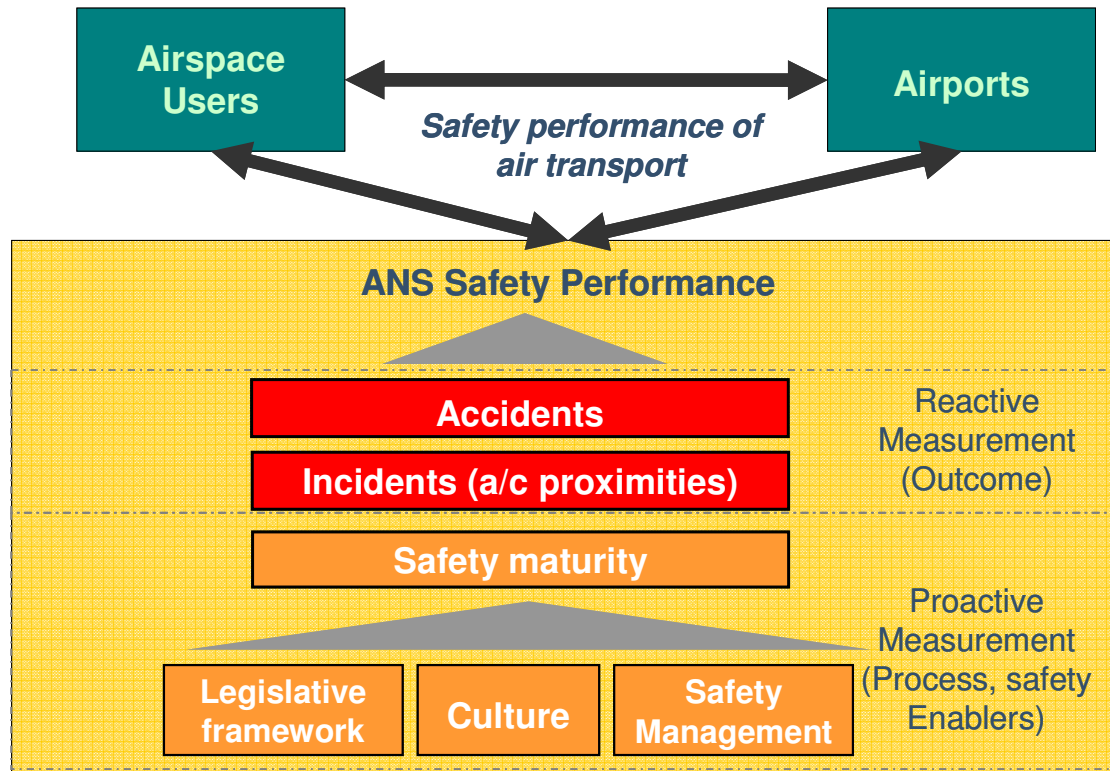 Airspace
Users
Airports
Safety performance of
air transport
ANS Safety Performance
Accidents
Incidents (a/c proximities)
Reactive
Measurement
(Outcome)
Safety maturity
Legislative
framework
Culture
Safety
Management
Proactive
Measurement
(Process, safety
Enablers)